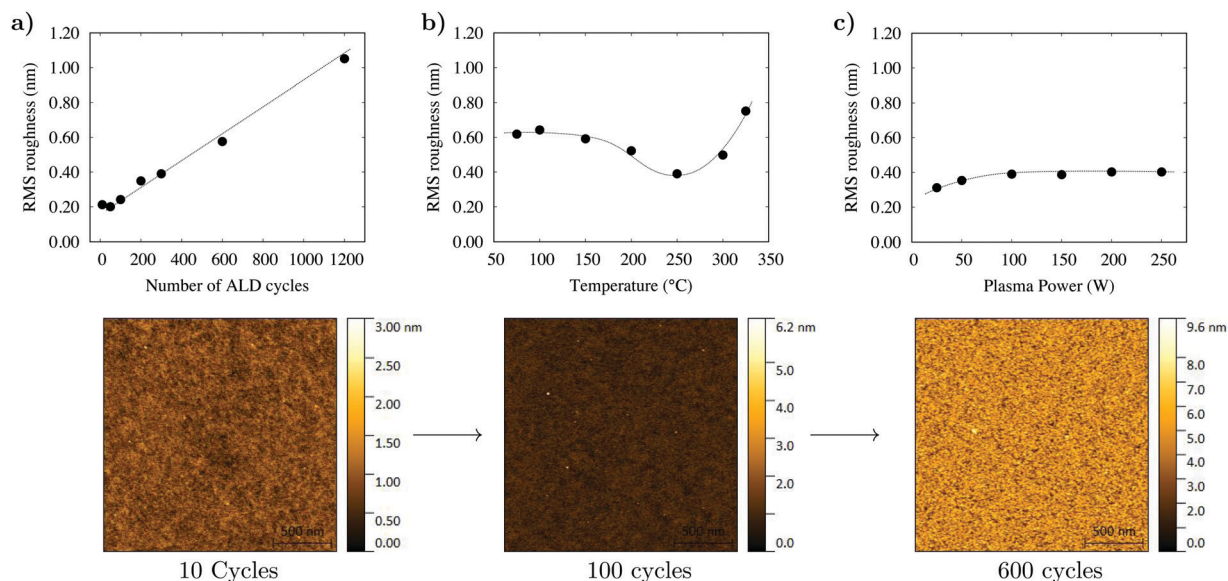 a)
RMS roughness (nm)
1.20
1.00
0.80
0.60
0.40
0.20
0.00
0 200 400 600 800 1000 1200
Number of ALD cycles
b)
RMS roughness (nm)
1.20
1.00
0.80
0.60
0.40
0.20
0.00
50 100 150 200 250 300 350
Temperature (°C)
c)
RMS roughness (nm)
1.20
1.00
0.80
0.60
0.40
0.20
0.00
0 50 100 150 200 250
Plasma Power (W)
3.00 nm
2.50
2.00
1.50
1.00
0.50
0.00
500 nm
10 Cycles
6.2 nm
5.0
4.0
3.0
2.0
1.0
0.0
500 nm
100 cycles
9.6 nm
8.0
7.0
6.0
5.0
4.0
3.0
2.0
1.0
0.0
500 nm
600 cycles